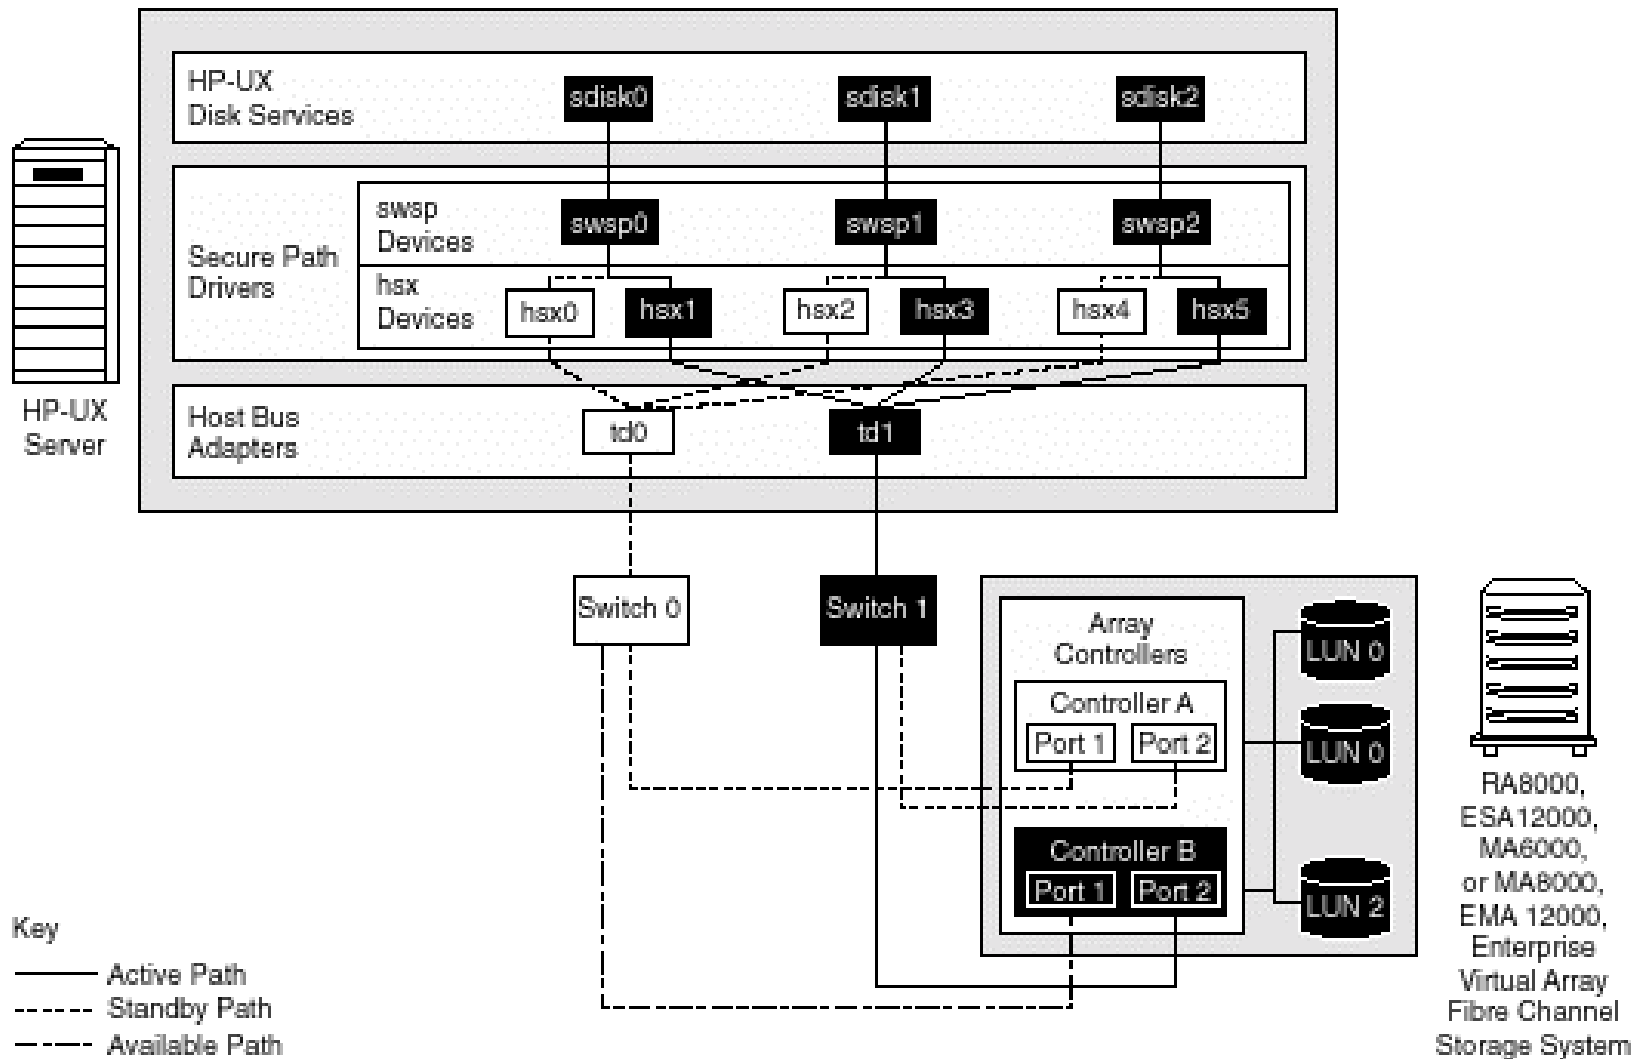 HP-UX
Disk Services
sdisk0
sdisk1
sdisk2
swsp
Devices
swsp0
swsp1
swsp2
Secure Path
Drivers
hsx
Devices
hsx0
hsx1
hsx2
hsx3
hsx4
hsx5
HP-UX
Server
Host Bus
Adapters
td0
td1
Switch 0
Switch 1
Array
Controllers
Controller A
Port 1
Port 2
Controller B
Port 1
Port 2
LUN 0
LUN 0
LUN 2
RA8000,
ESA12000,
MA6000,
or MA8000,
EMA 12000,
Enterprise
Virtual Array
Fibre Channel
Storage System
Key
Active Path
Standby Path
Available Path